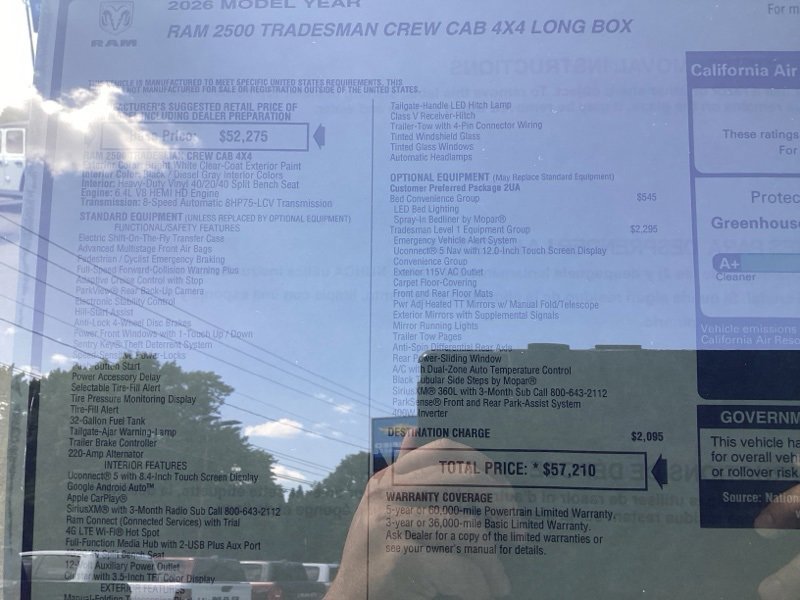 2026 MODEL YEAR
For m
RAM
RAM 2500 TRADESMAN CREW CAB 4X4 LONG BOX
THIS VEHICLE IS MANUFACTURED TO MEET SPECIFIC UNITED STATES REQUIREMENTS. THIS
NOT MANUFACTURED FOR SALE OR REGISTRATION OUTSIDE OF THE UNITED STATES.
MANUFACTURER'S SUGGESTED RETAIL PRICE OF
INCLUDING DEALER PREPARATION
Price: $52,275
RAM 2500 TRADESMAN CREW CAB 4X4
Bright White Clear-Coat Exterior Paint
Interior Color: Black / Diesel Gray Interior Colors
Interior: Heavy-Duty Vinyl 40/20/40 Split Bench Seat
Engine: 6.4L V8 HEMI HD Engine
Transmission: 8-Speed Automatic 8HP75-LCV Transmission
STANDARD EQUIPMENT (UNLESS REPLACED BY OPTIONAL EQUIPMENT)
FUNCTIONAL/SAFETY FEATURES
Electric Shift-On-The-Fly Transfer Case
Advanced Multistage Front Air Bags
Pedestrian / Cyclist Emergency Braking
Full-Speed Forward-Collision Warning Plus
Adaptive Cruise Control with Stop
ParkView® Rear Back-Up Camera
Electronic Stability Control
Hill-Start Assist
Anti-Lock 4-Wheel Disc Brakes
Power Front Windows with 1-Touch Up / Down
Sentry Key® Theft Deterrent System
Speed-Sensitive Power-Locks
Button Start
Power Accessory Delay
Selectable Tire-Fill Alert
Tire Pressure Monitoring Display
Tire-Fill Alert
32-Gallon Fuel Tank
Tailgate-Ajar Warning-Lamp
Trailer Brake Controller
220-Amp Alternator
INTERIOR FEATURES
Uconnect® 5 with 8.4-Inch Touch Screen Display
Google Android Auto™
Apple CarPlay®
SiriusXM® with 3-Month Radio Sub Call 800-643-2112
Ram Connect (Connected Services) with Trial
4G LTE Wi-Fi® Hot Spot
Full-Function Media Hub with 2-USB Plus Aux Port
Bench Seat
12-Volt Auxiliary Power Outlet
Cluster with 3.5-Inch TFT Color Display
EXTERIOR FEATURES
Tailgate-Handle LED Hitch Lamp
Class V Receiver-Hitch
Trailer-Tow with 4-Pin Connector Wiring
Tinted Windshield Glass
Tinted Glass Windows
Automatic Headlamps
OPTIONAL EQUIPMENT (May Replace Standard Equipment)
Customer Preferred Package 2UA
Bed Convenience Group $545
LED Bed Lighting
Spray-In Bedliner by Mopar®
Tradesman Level 1 Equipment Group $2,295
Emergency Vehicle Alert System
Uconnect® 5 Nav with 12.0-Inch Touch Screen Display
Convenience Group
Exterior 115V AC Outlet
Carpet Floor-Covering
Front and Rear Floor Mats
Pwr Adj Heated TT Mirrors w/ Manual Fold/Telescope
Exterior Mirrors with Supplemental Signals
Mirror Running Lights
Trailer Tow Pages
Anti-Spin Differential Rear Axle
Rear Power-Sliding Window
A/C with Dual-Zone Auto Temperature Control
Black Tubular Side Steps by Mopar®
SiriusXM® 360L with 3-Month Sub Call 800-643-2112
ParkSense® Front and Rear Park-Assist System
400W Inverter
DESTINATION CHARGE $2,095
TOTAL PRICE: * $57,210
WARRANTY COVERAGE
5-year or 60,000-mile Powertrain Limited Warranty.
3-year or 36,000-mile Basic Limited Warranty.
Ask Dealer for a copy of the limited warranties or
see your owner's manual for details.
California Air
These ratings
For
Protec
Greenhouse
A+
Cleaner
Vehicle emissions
California Air Reso
GOVERNM
This vehicle ha
for overall vehi
or rollover risk
Source: Nation